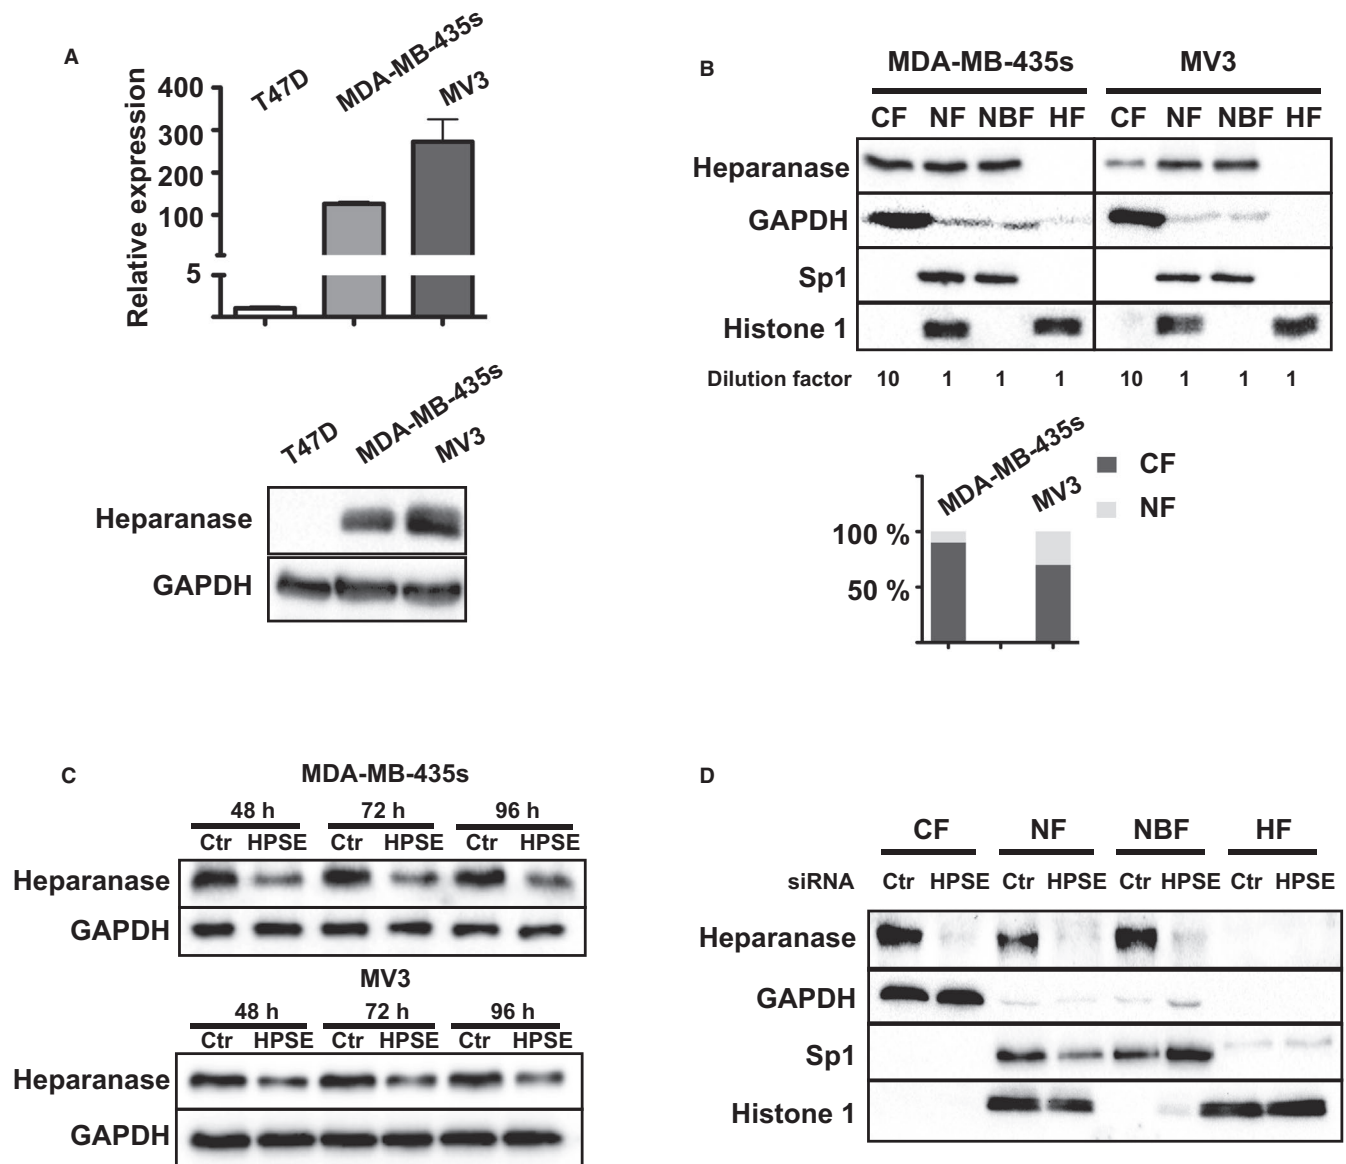 A
T47D
MDA-MB-435s
MV3
Relative expression
400
300
200
100
5
T47D
MDA-MB-435s
MV3
Heparanase
GAPDH
B
MDA-MB-435s MV3
CF NF NBF HF CF NF NBF HF
Heparanase
GAPDH
Sp1
Histone 1
Dilution factor 10 1 1 1 10 1 1 1
MDA-MB-435s
MV3
CF
NF
100 %
50 %
C
MDA-MB-435s
48 h 72 h 96 h
Ctr HPSE Ctr HPSE Ctr HPSE
Heparanase
GAPDH
MV3
48 h 72 h 96 h
Ctr HPSE Ctr HPSE Ctr HPSE
Heparanase
GAPDH
D
CF NF NBF HF
siRNA Ctr HPSE Ctr HPSE Ctr HPSE Ctr HPSE
Heparanase
GAPDH
Sp1
Histone 1